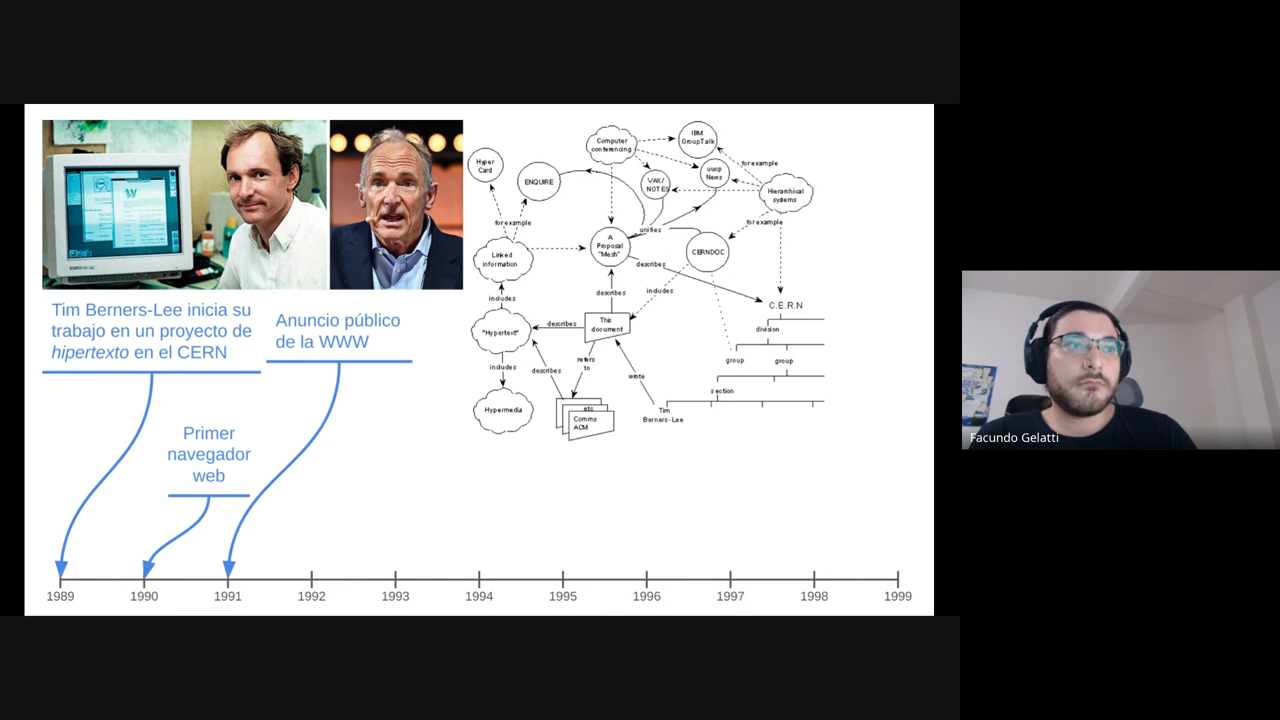 Tim Berners-Lee inicia su
trabajo en un proyecto de
hipertexto en el CERN
Anuncio público
de la WWW
Primer
navegador
web
Hyper
Card
ENQUIRE
Computer
conferencing
IBM
GroupTalk
VAX/
NOTES
uucp
News
for example
Hierarchical
systems
for example
for example
unifies
A
Proposal
"Mesh"
CERNDOC
Linked
information
describes
includes
includes
describes
C.E.R.N
"Hypertext"
describes
This
document
division
group
group
includes
describes
refers
to
wrote
section
Hypermedia
etc
Comms
ACM
Tim
Berners-Lee
1989
1990
1991
1992
1993
1994
1995
1996
1997
1998
1999
Facundo Gelatti